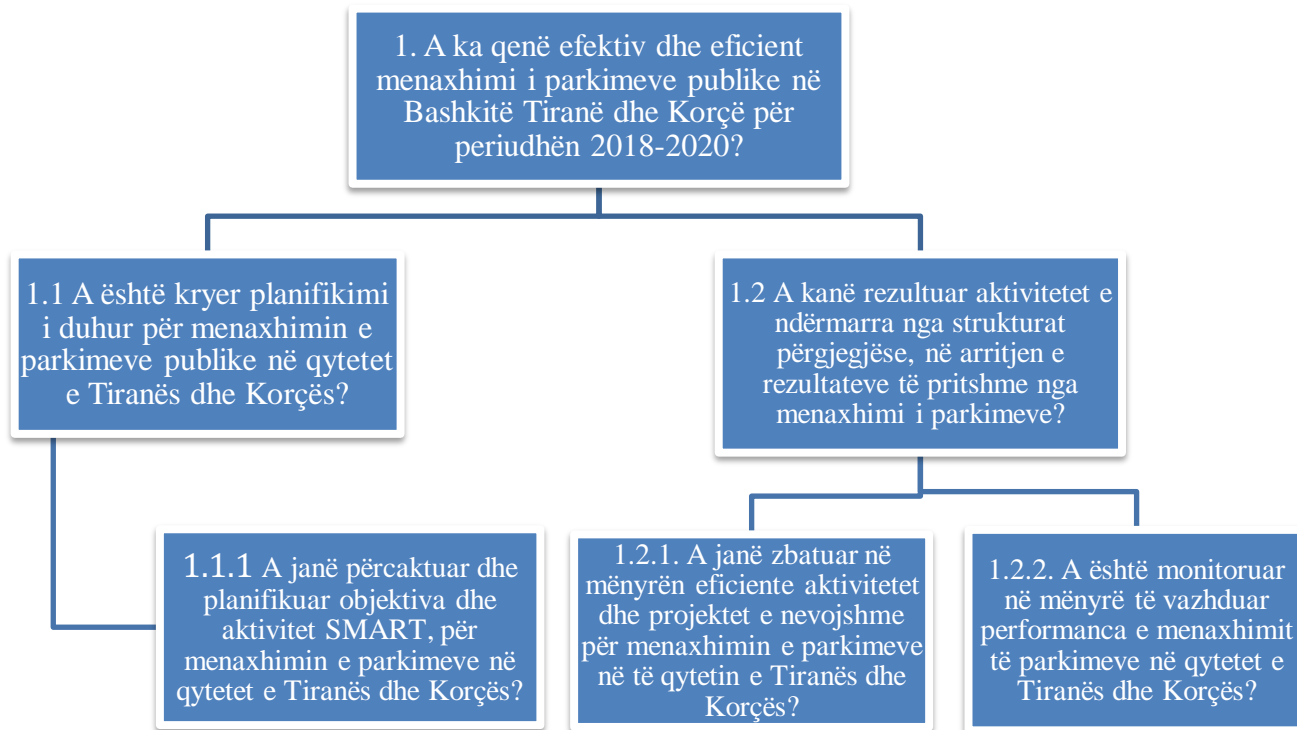 1. A ka qenë efektiv dhe eficient
menaxhimi i parkimeve publike në
Bashkitë Tiranë dhe Korçë për
periudhën 2018-2020?
1.1 A është kryer planifikimi
i duhur për menaxhimin e
parkimeve publike në qytetet
e Tiranës dhe Korçës?
1.2 A kanë rezultuar aktivitetet e
ndërmarra nga strukturat
përgjegjëse, në arritjen e
rezultateve të pritshme nga
menaxhimi i parkimeve?
1.1.1 A janë përcaktuar dhe
planifikuar objektiva dhe
aktivitet SMART, për
menaxhimin e parkimeve në
qytetet e Tiranës dhe Korçës?
1.2.1. A janë zbatuar në
mënyrën eficiente aktivitetet
dhe projektet e nevojshme
për menaxhimin e parkimeve
në të qytetin e Tiranës dhe
Korçës?
1.2.2. A është monitoruar
në mënyrë të vazhduar
performanca e menaxhimit
të parkimeve në qytetet e
Tiranës dhe Korçës?